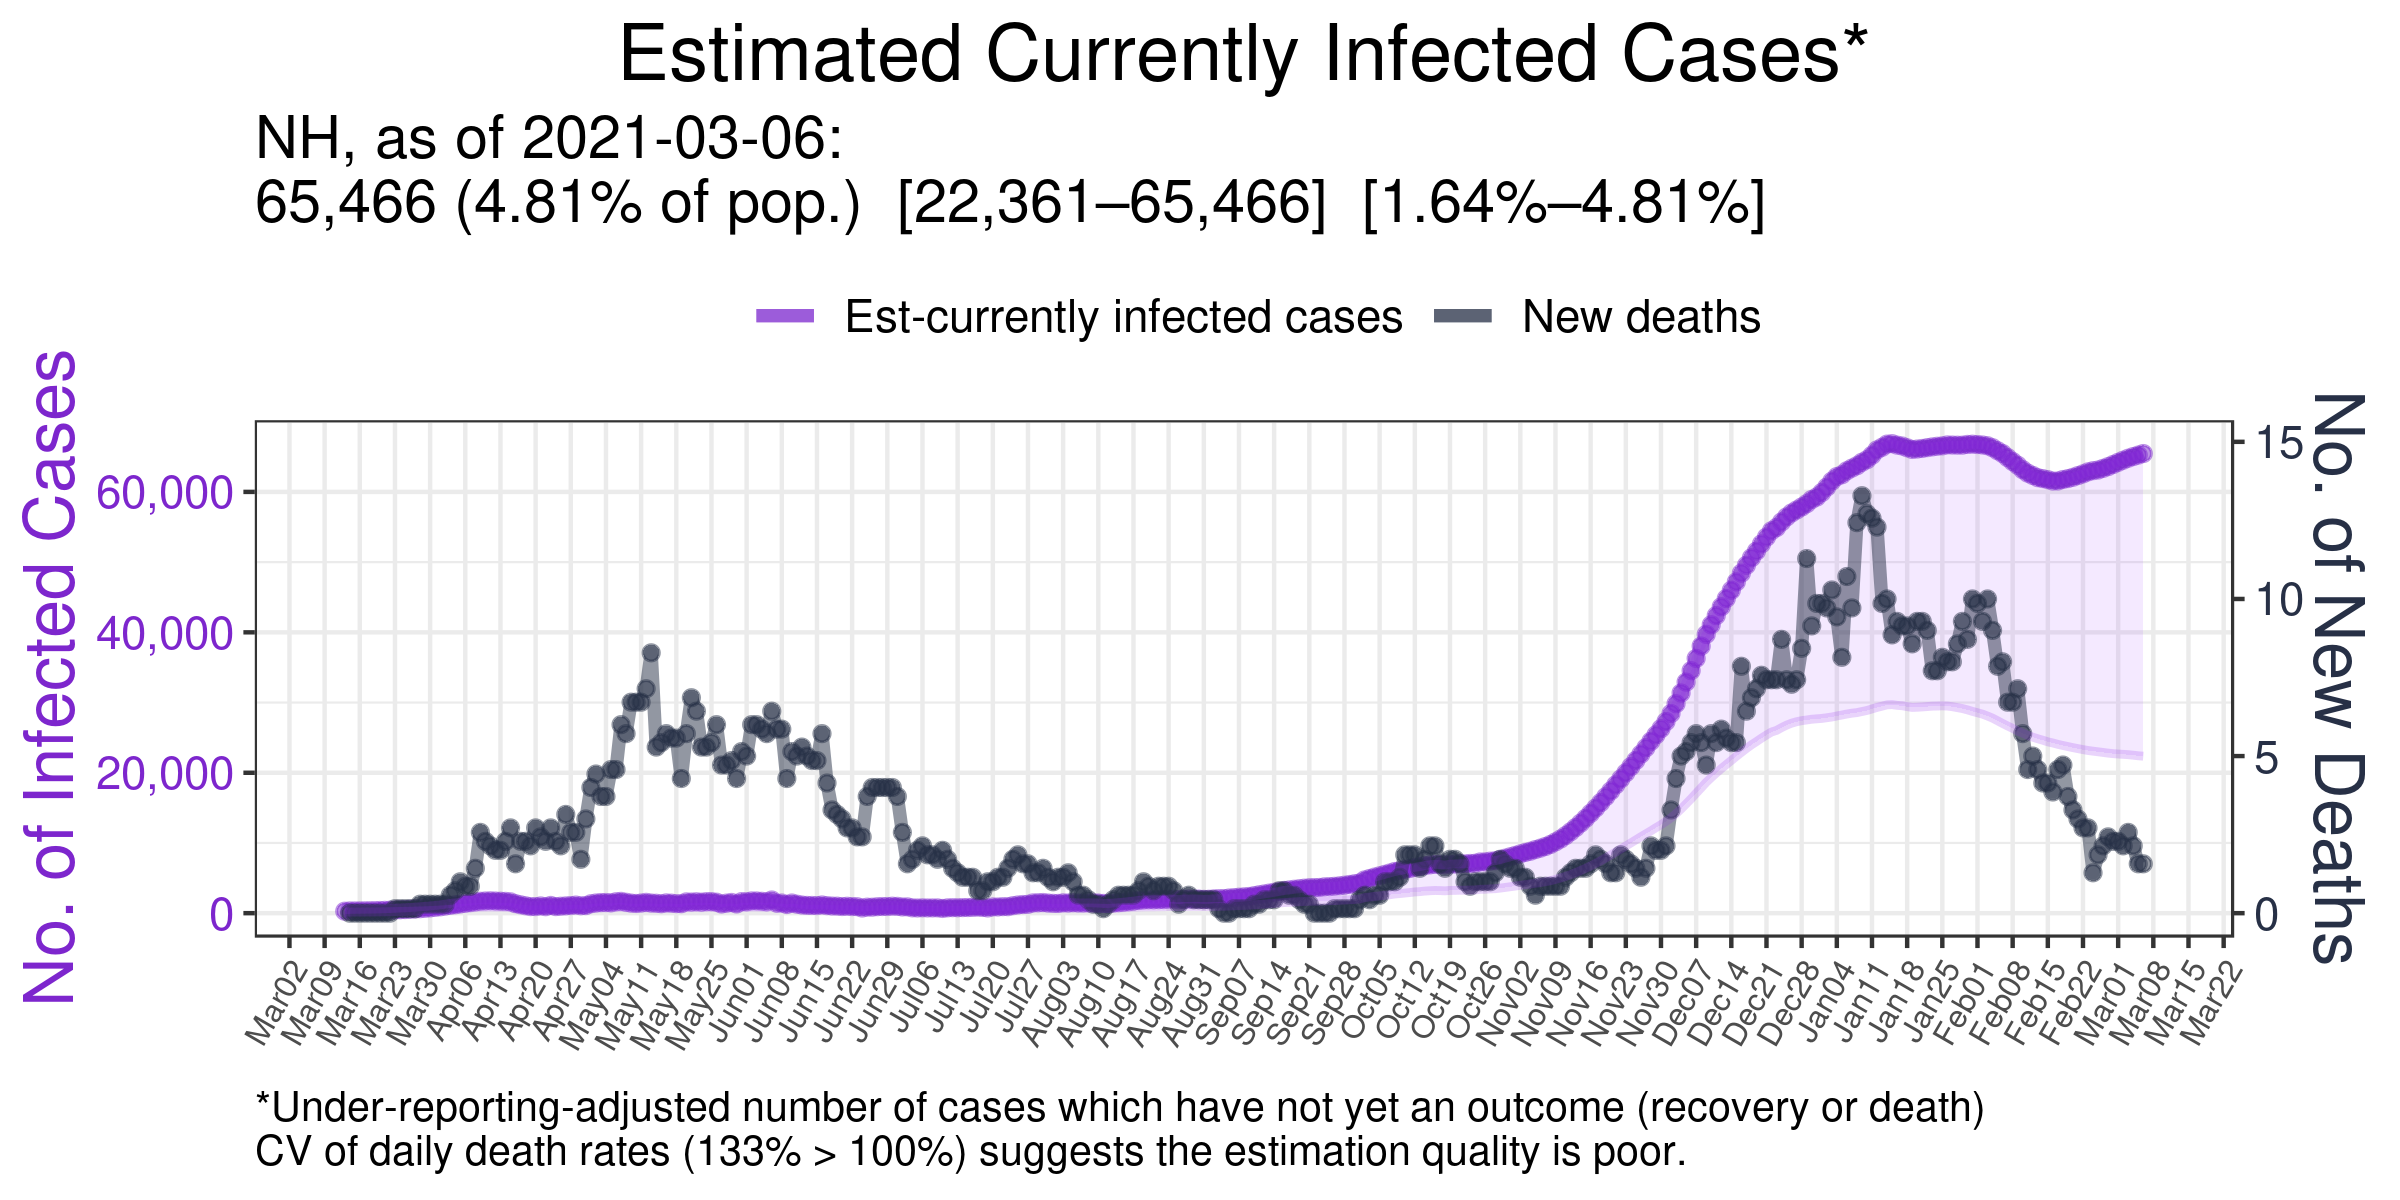 Estimated Currently Infected Cases*
NH, as of 2021-03-06:
65,466 (4.81% of pop.)  [22,361–65,466]  [1.64%–4.81%]
Est-currently infected cases
New deaths
No. of Infected Cases
60,000
40,000
20,000
0
15
10
5
0
No. of New Deaths
Mar02
Mar09
Mar16
Mar23
Mar30
Apr06
Apr13
Apr20
Apr27
May04
May11
May18
May25
Jun01
Jun08
Jun15
Jun22
Jun29
Jul06
Jul13
Jul20
Jul27
Aug03
Aug10
Aug17
Aug24
Aug31
Sep07
Sep14
Sep21
Sep28
Oct05
Oct12
Oct19
Oct26
Nov02
Nov09
Nov16
Nov23
Nov30
Dec07
Dec14
Dec21
Dec28
Jan04
Jan11
Jan18
Jan25
Feb01
Feb08
Feb15
Feb22
Mar01
Mar08
Mar15
Mar22
*Under-reporting-adjusted number of cases which have not yet an outcome (recovery or death)
CV of daily death rates (133% > 100%) suggests the estimation quality is poor.